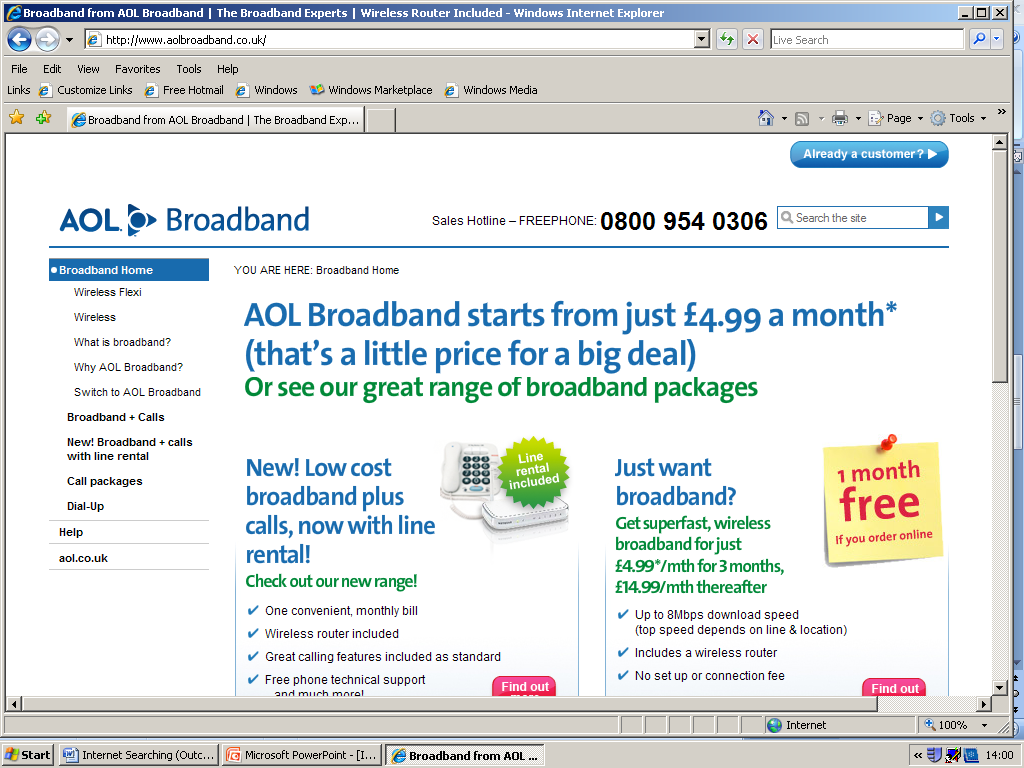 Broadband from AOL Broadband | The Broadband Experts | Wireless Router Included - Windows Internet Explorer
http://www.aolbroadband.co.uk/
Live Search
File Edit View Favorites Tools Help
Links Customize Links Free Hotmail Windows Windows Marketplace Windows Media
Broadband from AOL Broadband | The Broadband Exp...
Page Tools
Already a customer?
AOL Broadband
Sales Hotline – FREEPHONE: 0800 954 0306
Search the site
Broadband Home
Wireless Flexi
Wireless
What is broadband?
Why AOL Broadband?
Switch to AOL Broadband
Broadband + Calls
New! Broadband + calls
with line rental
Call packages
Dial-Up
Help
aol.co.uk
YOU ARE HERE: Broadband Home
AOL Broadband starts from just £4.99 a month*
(that's a little price for a big deal)
Or see our great range of broadband packages
New! Low cost
broadband plus
calls, now with line
rental!
Check out our new range!
Line
rental
included
One convenient, monthly bill
Wireless router included
Great calling features included as standard
Free phone technical support
and much more!
Find out
more
Just want
broadband?
Get superfast, wireless
broadband for just
£4.99*/mth for 3 months,
£14.99/mth thereafter
1 month
free
If you order online
Up to 8Mbps download speed
(top speed depends on line & location)
Includes a wireless router
No set up or connection fee
Find out
Internet
100%
Start
Internet Searching (Outc...
Microsoft PowerPoint - [I...
Broadband from AOL ...
14:00